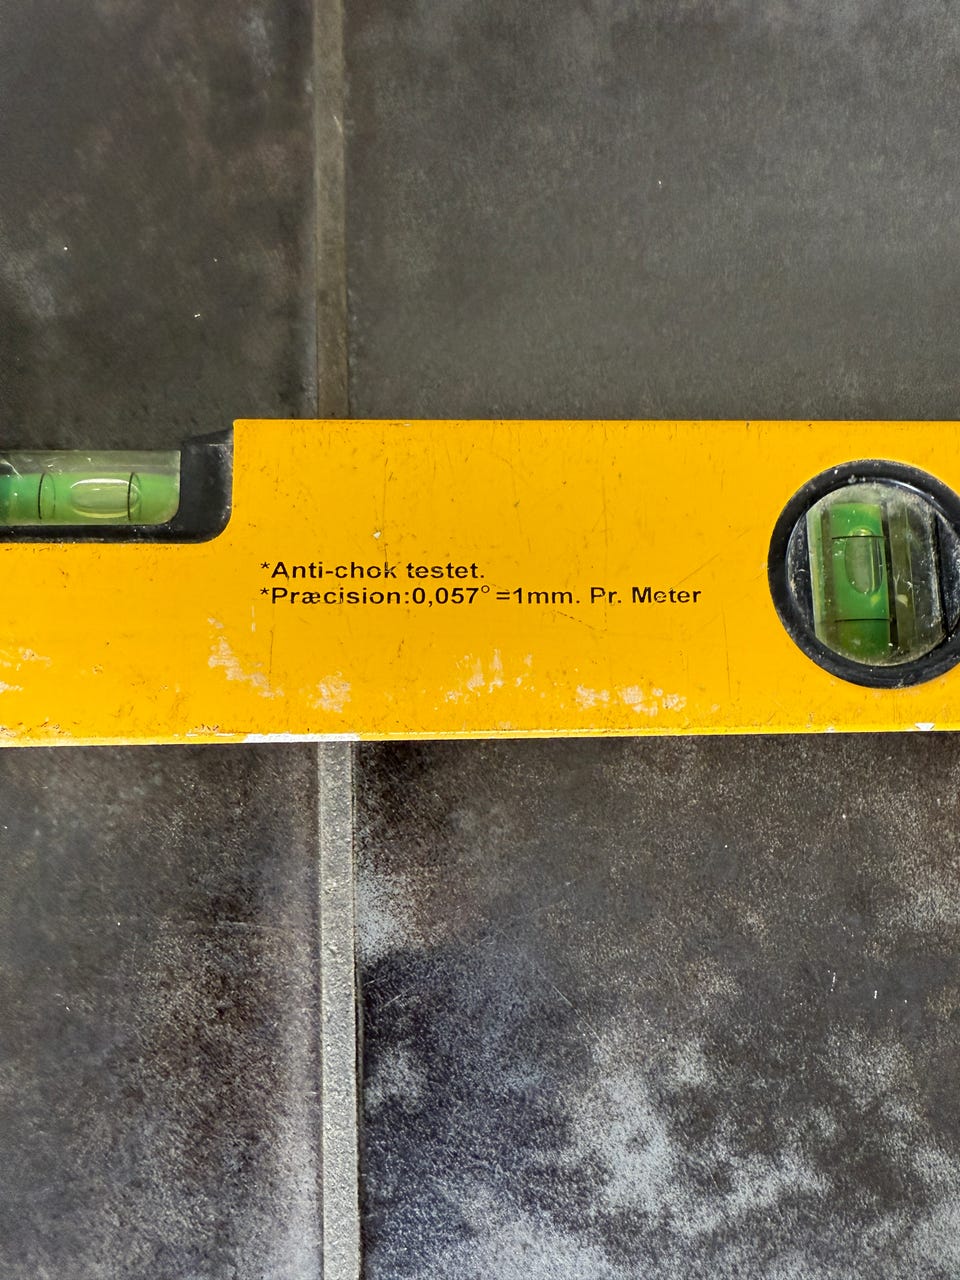 *Anti-chok testet.
*Præcision:0,057°=1mm. Pr. Meter